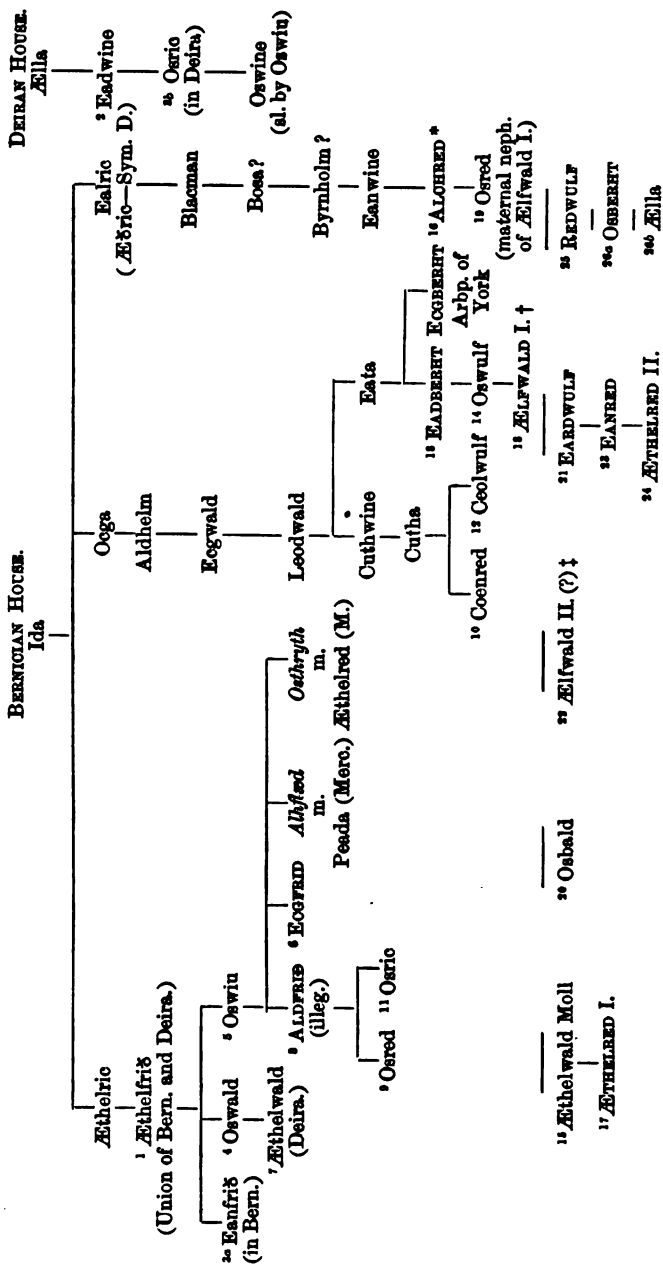 BERNICIAN HOUSE. DEIRAN HOUSE.
Ida Ælla
Æthelric Ocga Ealric ² Eadwine
(Æðric—Sym. D.)
¹ Æthelfrið Aldhelm Blacman ³ᵇ Osric
(Union of Bern. and Deira.) (in Deira)
Ecgwald Bosa? Oswine
(sl. by Oswiu)
³ᵃ Eanfrið ⁴ Oswald ⁵ Oswiu Leodwald Byrnholm?
(in Bern.)
⁷ Æthelwald ⁸ ALDFRIÐ ⁶ ECGFRID Alhflæd Osthryth Cuthwine Eata Eanwine
(Deira.) (illeg.) m. m.
Peada (Merc.) Æthelred (M.) Cutha ¹³ EADBERHT ECGBERHT ¹⁶ ALCHRED *
Arbp. of
York
⁹ Osred ¹¹ Osric ¹⁰ Coenred ¹² Ceolwulf ¹⁴ Oswulf ¹⁹ Osred
(maternal neph.
of Ælfwald I.)
¹⁸ ÆLFWALD I. †
¹⁵ Æthelwald Moll ²⁰ Osbald ²² Ælfwald II. (?) ‡ ²¹ EARDWULF ²⁵ REDWULF
¹⁷ ÆTHELRED I. ²³ EANRED ²⁶ᵃ OSBERHT
²⁴ ÆTHELRED II. ²⁶ᵇ ÆLLA